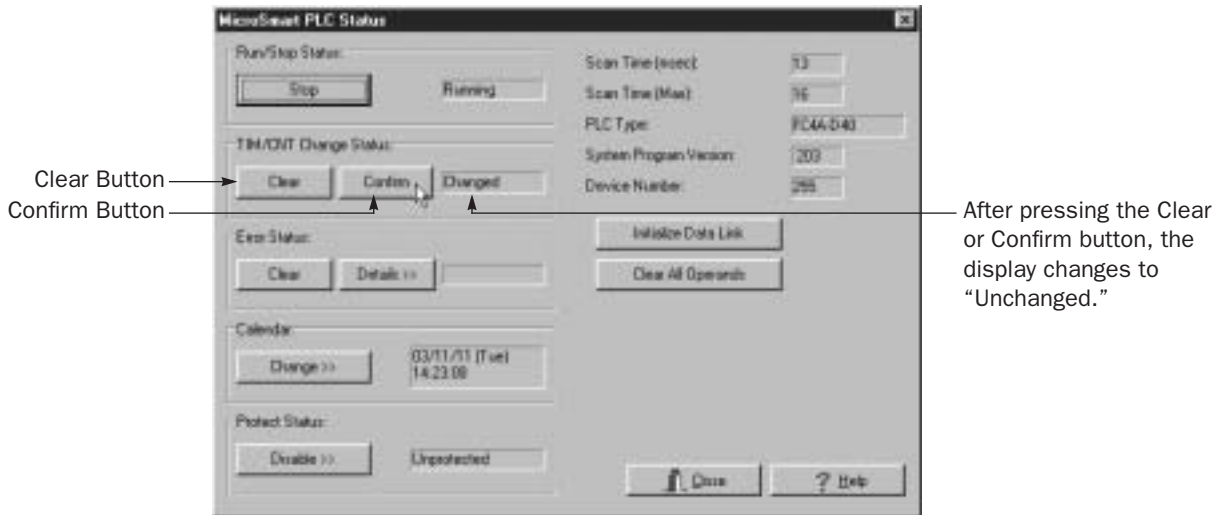 MicroSmart PLC Status
Run/Stop Status:
Stop
Running
TIM/CNT Change Status:
Clear
Confirm
Changed
Error Status:
Clear
Details >>
Calendar:
Change >>
03/11/11 (Tue)
14:23:08
Protect Status:
Disable >>
Unprotected
Scan Time (msec):
13
Scan Time (Max):
16
PLC Type:
FC4A-D40
System Program Version:
203
Device Number:
255
Initialize Data Link
Clear All Operands
Close
? Help
Clear Button
Confirm Button
After pressing the Clear
or Confirm button, the
display changes to
“Unchanged.”